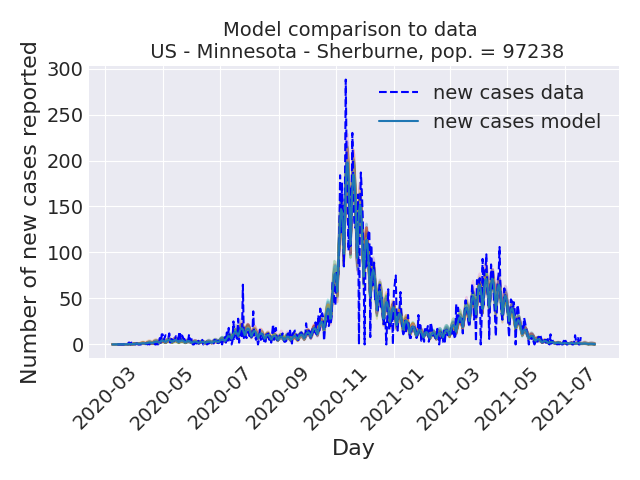 Model comparison to data
US - Minnesota - Sherburne, pop. = 97238
Number of new cases reported
300
250
200
150
100
50
0
new cases data
new cases model
2020-03
2020-05
2020-07
2020-09
2020-11
2021-01
2021-03
2021-05
2021-07
Day